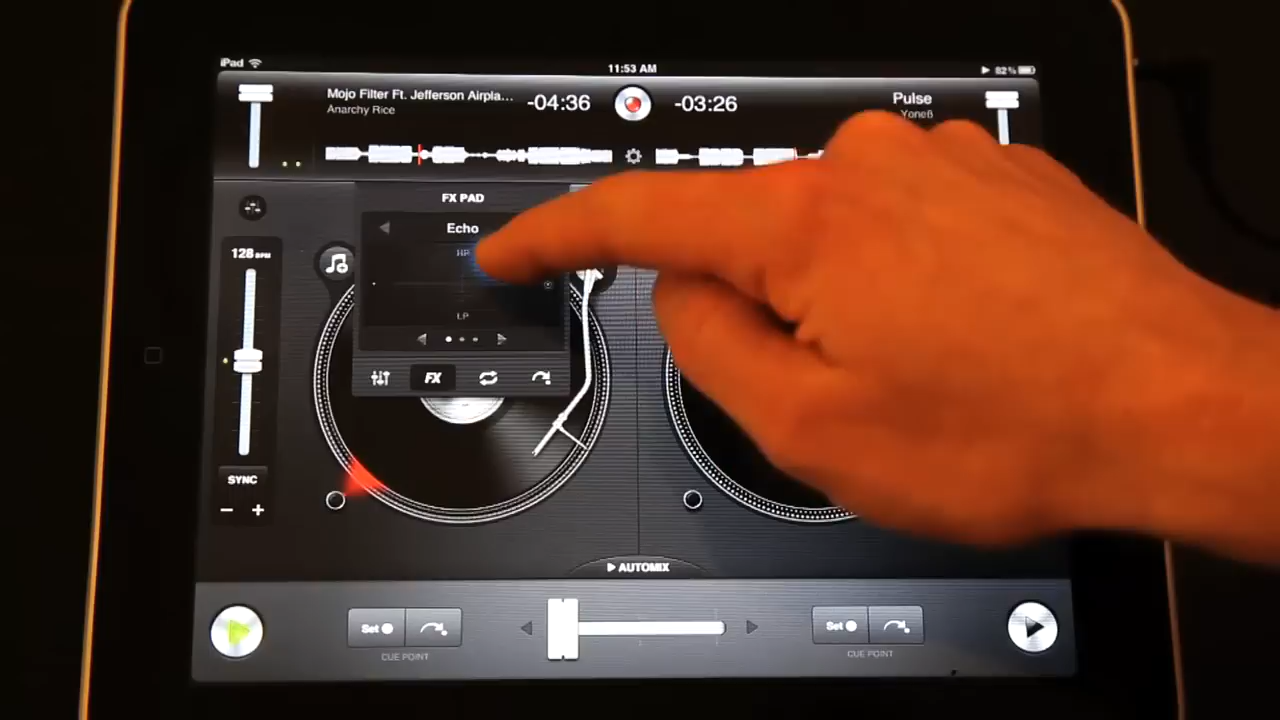 iPad
11:53 AM
82%
Mojo Filter Ft. Jefferson Airpla...
Anarchy Rice
-04:36
-03:26
Pulse
Yone6
FX PAD
Echo
HP
LP
FX
128 BPM
SYNC
- +
AUTOMIX
Set
CUE POINT
Set
CUE POINT